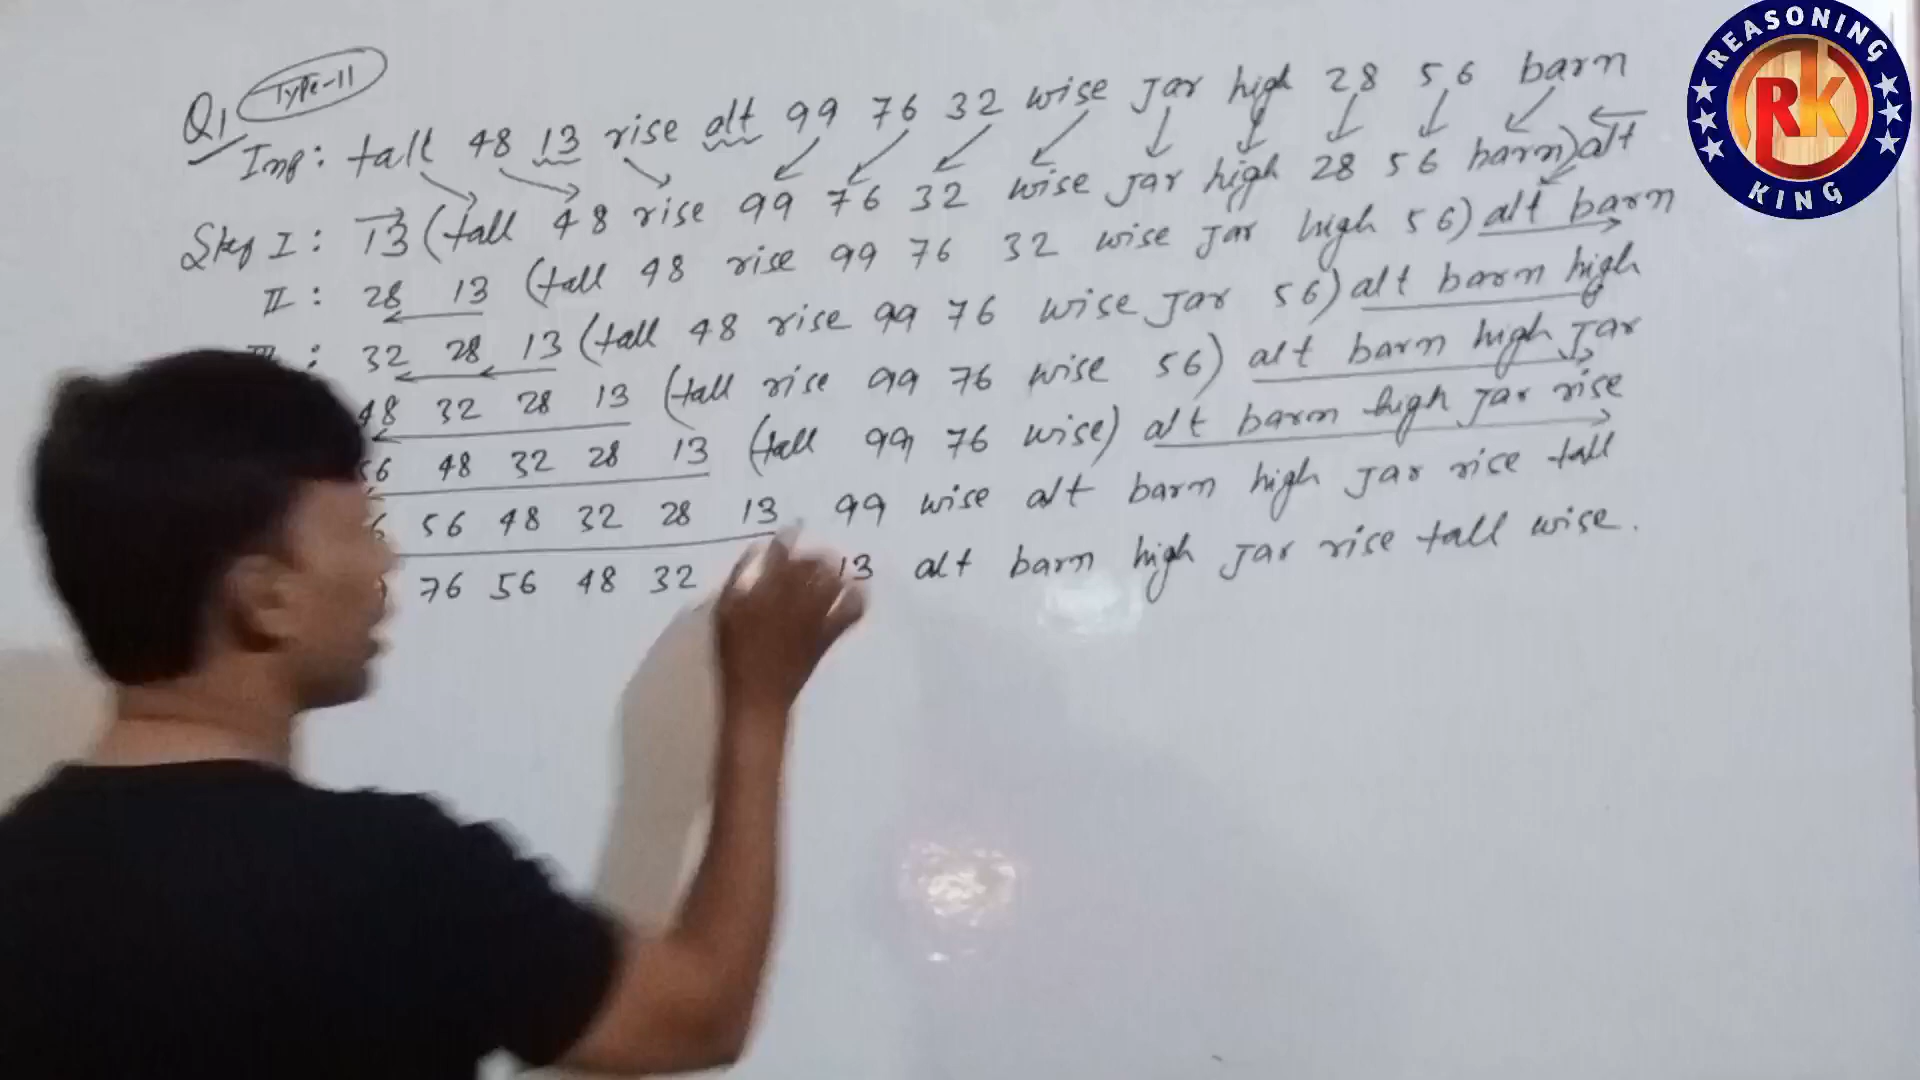 Q1 Type-11
Inp: tall 48 13 rise alt 99 76 32 wise Jar high 28 56 barn
Step I: 13 (tall 48 rise 99 76 32 wise Jar high 28 56 barn) alt
II: 28 13 (tall 48 rise 99 76 32 wise Jar high 56) alt barn
: 32 28 13 (tall 48 rise 99 76 wise Jar 56) alt barn high
48 32 28 13 (tall rise 99 76 wise 56) alt barn high Jar
56 48 32 28 13 (tall 99 76 wise) alt barn high Jar rise
56 48 32 28 13 99 wise alt barn high Jar rise tall
76 56 48 32 13 alt barn high Jar rise tall wise.
REASONING
RK
KING